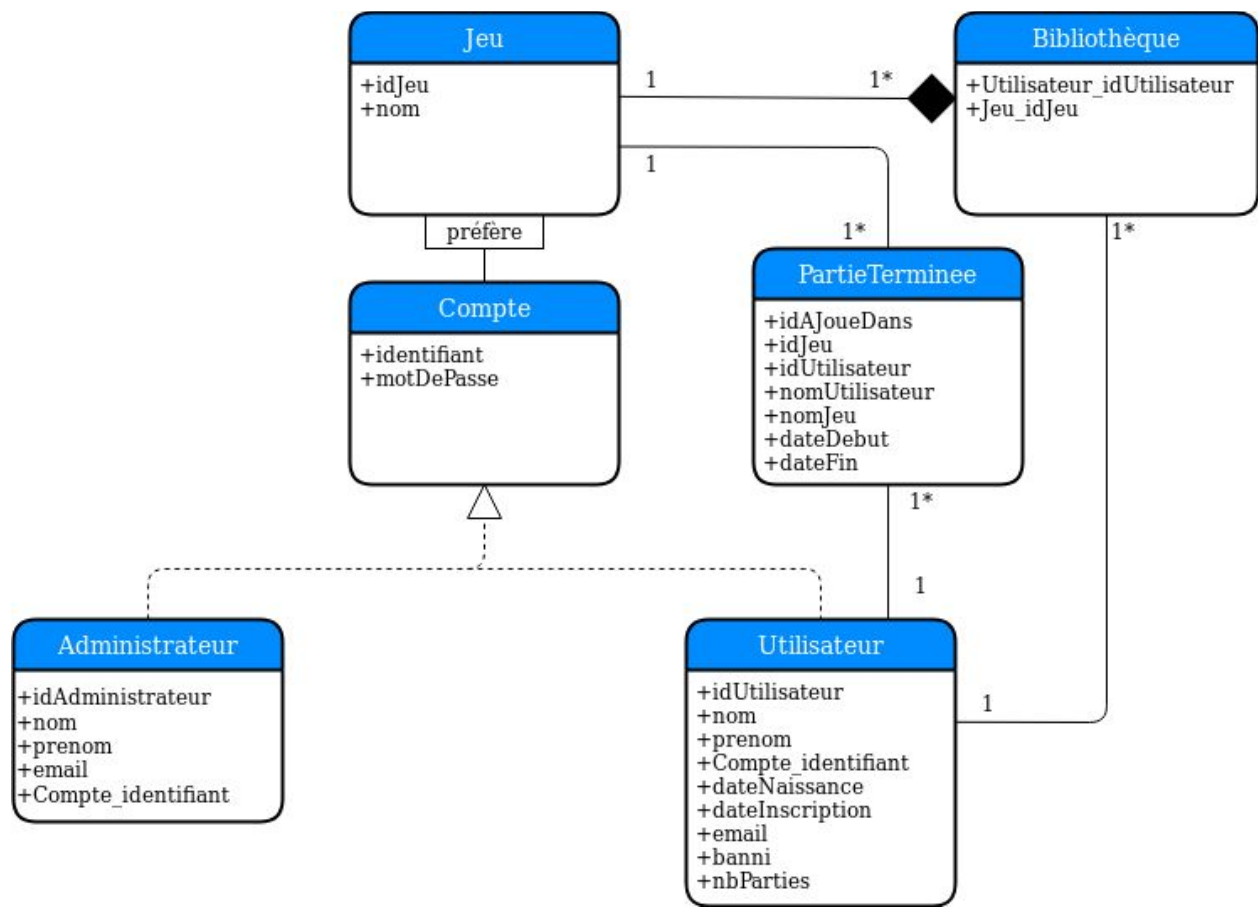 Jeu
+idJeu
+nom
1
1*
Bibliothèque
+Utilisateur_idUtilisateur
+Jeu_idJeu
1
1*
1*
préfère
Compte
+identifiant
+motDePasse
PartieTerminee
+idAJoueDans
+idJeu
+idUtilisateur
+nomUtilisateur
+nomJeu
+dateDebut
+dateFin
1*
1
Administrateur
+idAdministrateur
+nom
+prenom
+email
+Compte_identifiant
Utilisateur
+idUtilisateur
+nom
+prenom
+Compte_identifiant
+dateNaissance
+dateInscription
+email
+banni
+nbParties
1